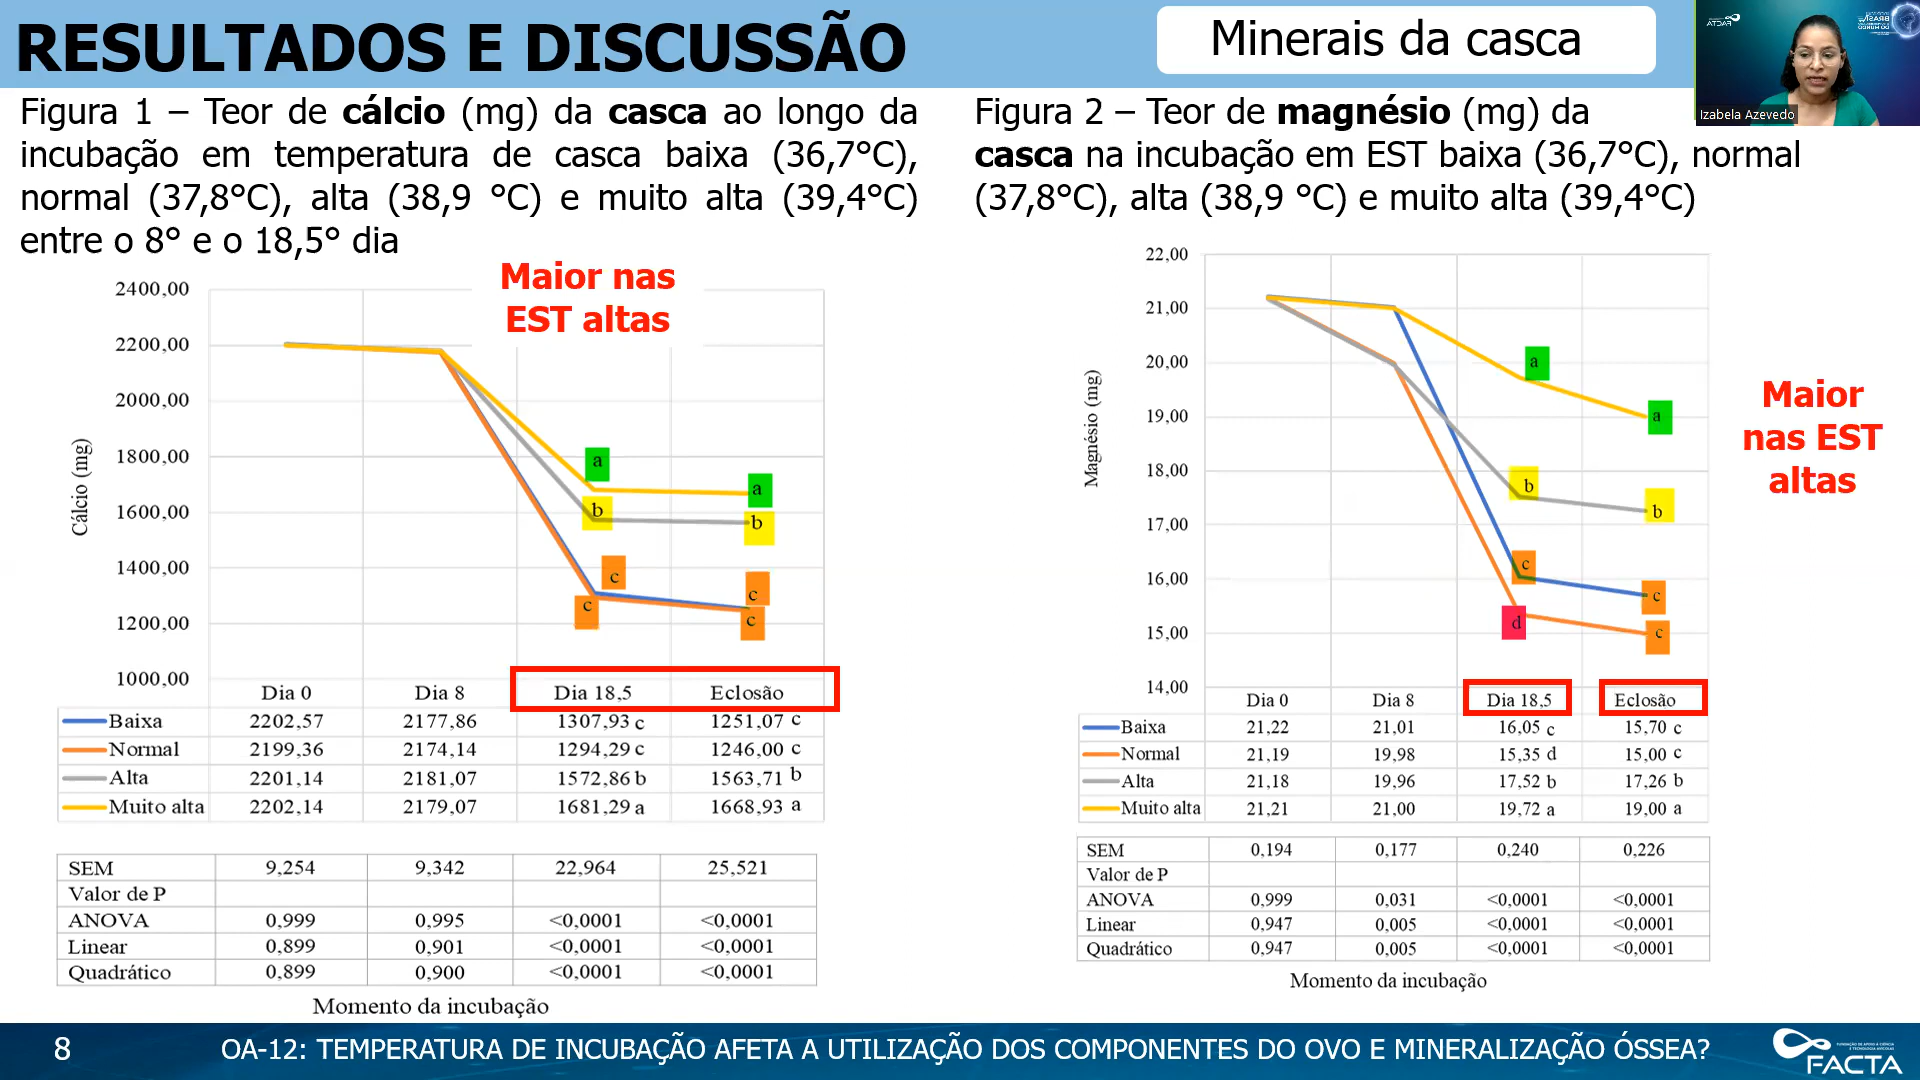 RESULTADOS E DISCUSSÃO
Minerais da casca
FACTA
Izabela Azevedo
Figura 1 – Teor de cálcio (mg) da casca ao longo da
incubação em temperatura de casca baixa (36,7°C),
normal (37,8°C), alta (38,9 °C) e muito alta (39,4°C)
entre o 8° e o 18,5° dia
Maior nas
EST altas
2400,00
2200,00
2000,00
1800,00
1600,00
1400,00
1200,00
1000,00
Cálcio (mg)
a
a
b
b
c
c
c
c
Dia 0 Dia 8 Dia 18,5 Eclosão
Baixa 2202,57 2177,86 1307,93 c 1251,07 c
Normal 2199,36 2174,14 1294,29 c 1246,00 c
Alta 2201,14 2181,07 1572,86 b 1563,71 b
Muito alta 2202,14 2179,07 1681,29 a 1668,93 a
SEM 9,254 9,342 22,964 25,521
Valor de P
ANOVA 0,999 0,995 <0,0001 <0,0001
Linear 0,899 0,901 <0,0001 <0,0001
Quadrático 0,899 0,900 <0,0001 <0,0001
Momento da incubação
Figura 2 – Teor de magnésio (mg) da
casca na incubação em EST baixa (36,7°C), normal
(37,8°C), alta (38,9 °C) e muito alta (39,4°C)
22,00
21,00
20,00
19,00
18,00
17,00
16,00
15,00
14,00
Magnésio (mg)
a
a
b
b
c
c
d
c
Maior
nas EST
altas
Dia 0 Dia 8 Dia 18,5 Eclosão
Baixa 21,22 21,01 16,05 c 15,70 c
Normal 21,19 19,98 15,35 d 15,00 c
Alta 21,18 19,96 17,52 b 17,26 b
Muito alta 21,21 21,00 19,72 a 19,00 a
SEM 0,194 0,177 0,240 0,226
Valor de P
ANOVA 0,999 0,031 <0,0001 <0,0001
Linear 0,947 0,005 <0,0001 <0,0001
Quadrático 0,947 0,005 <0,0001 <0,0001
Momento da incubação
8
OA-12: TEMPERATURA DE INCUBAÇÃO AFETA A UTILIZAÇÃO DOS COMPONENTES DO OVO E MINERALIZAÇÃO ÓSSEA?
FACTA